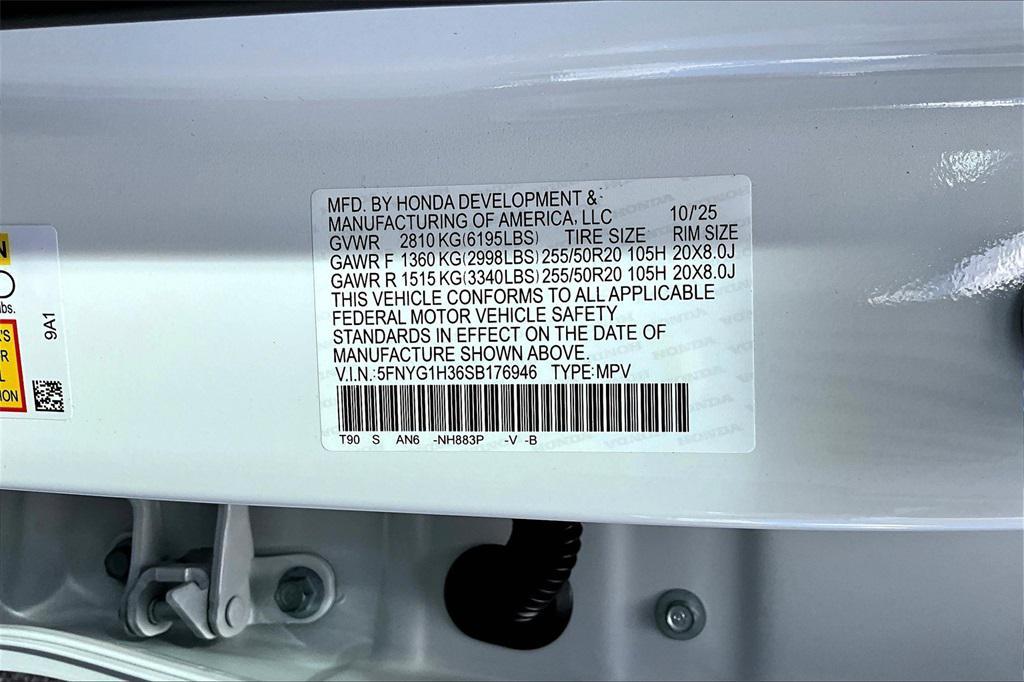 MFD. BY HONDA DEVELOPMENT &
MANUFACTURING OF AMERICA, LLC 10/'25
GVWR 2810 KG(6195LBS) TIRE SIZE RIM SIZE
GAWR F 1360 KG(2998LBS) 255/50R20 105H 20X8.0J
GAWR R 1515 KG(3340LBS) 255/50R20 105H 20X8.0J
THIS VEHICLE CONFORMS TO ALL APPLICABLE
FEDERAL MOTOR VEHICLE SAFETY
STANDARDS IN EFFECT ON THE DATE OF
MANUFACTURE SHOWN ABOVE.
V.I.N.:5FNYG1H36SB176946 TYPE:MPV
T90 S AN6 -NH883P -V -B
9A1